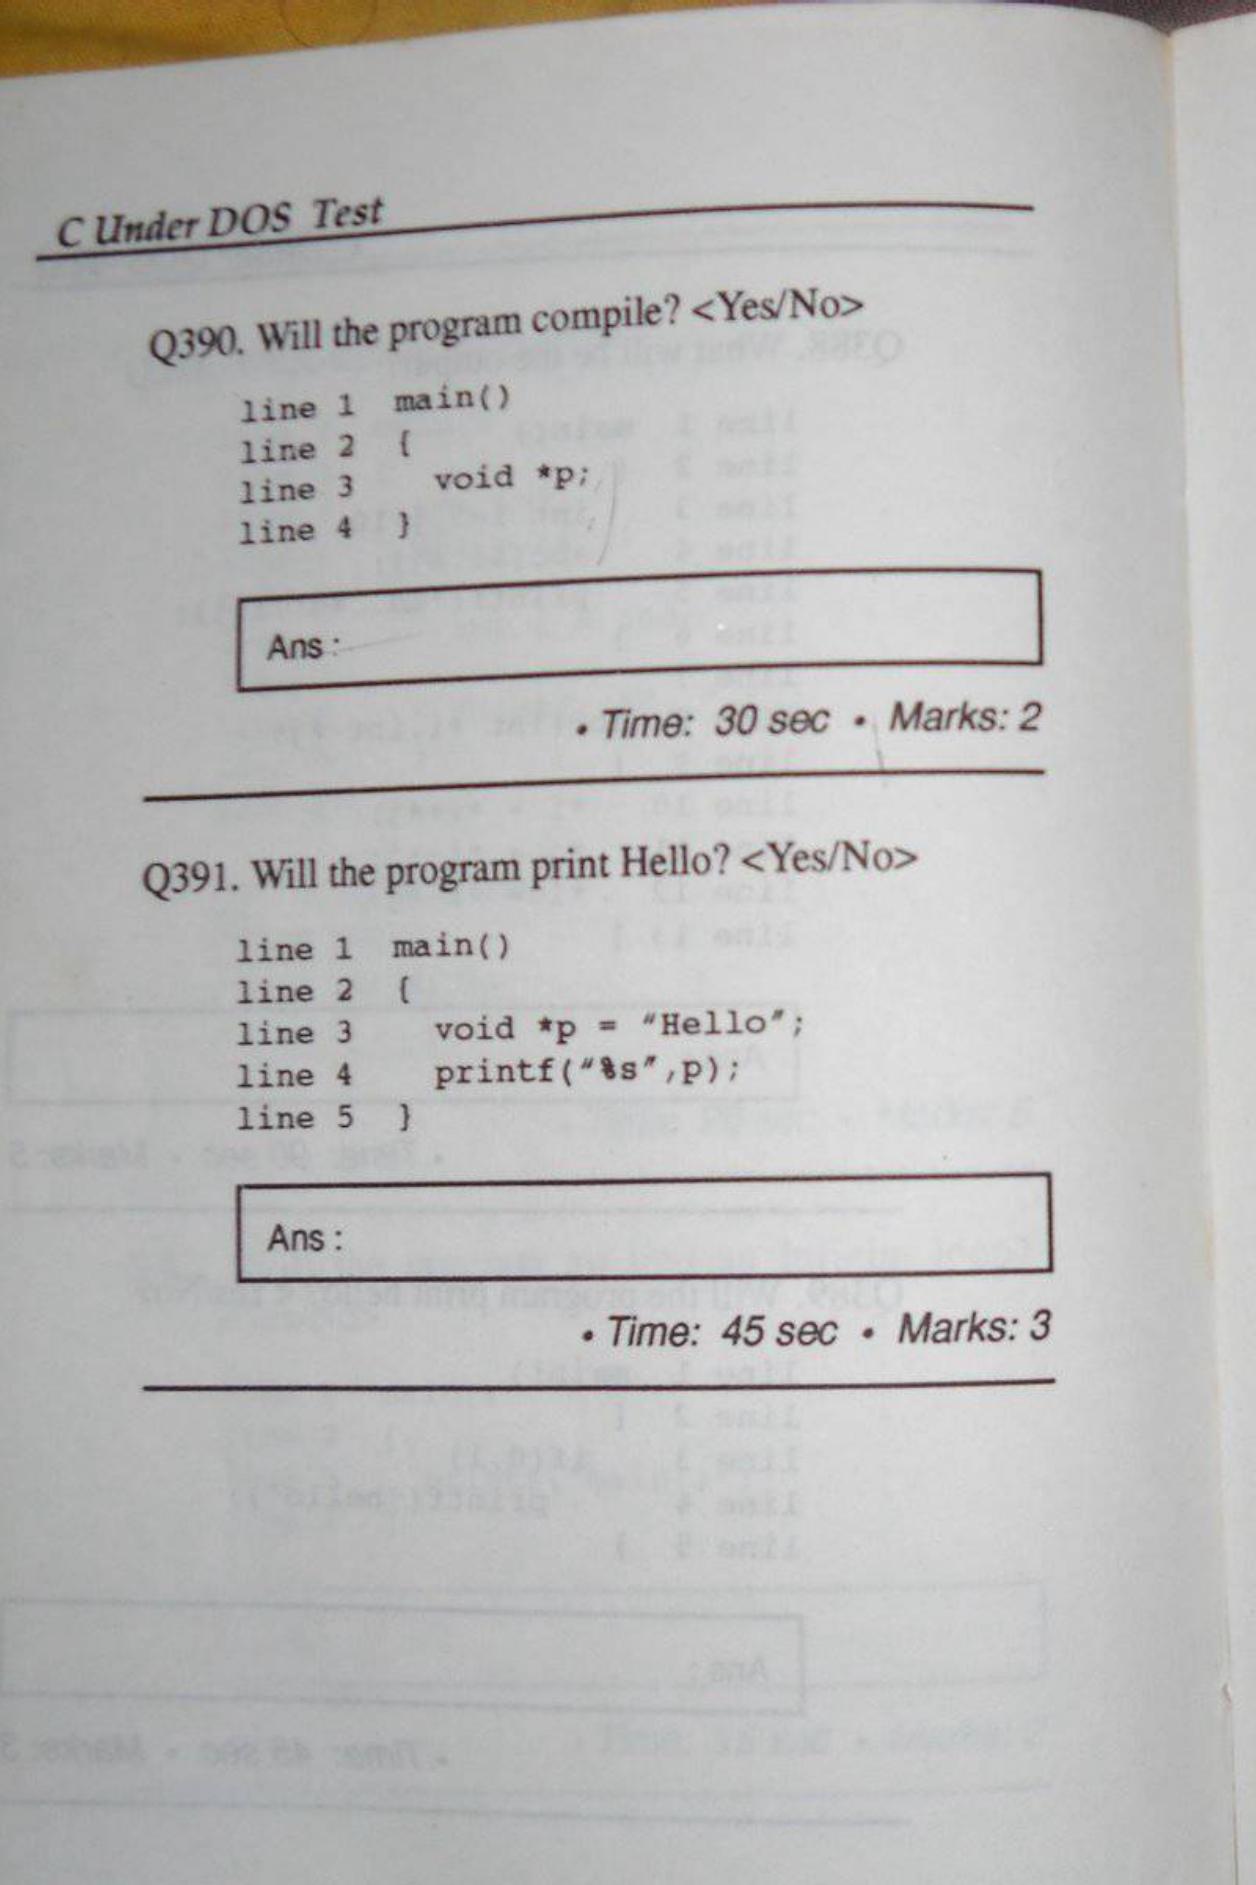 C Under DOS Test
Q390. Will the program compile? <Yes/No>
line 1 main()
line 2 {
line 3 void *p;
line 4 }
Ans :
• Time: 30 sec • Marks: 2
Q391. Will the program print Hello? <Yes/No>
line 1 main()
line 2 {
line 3 void *p = "Hello";
line 4 printf("%s",p);
line 5 }
Ans :
• Time: 45 sec • Marks: 3